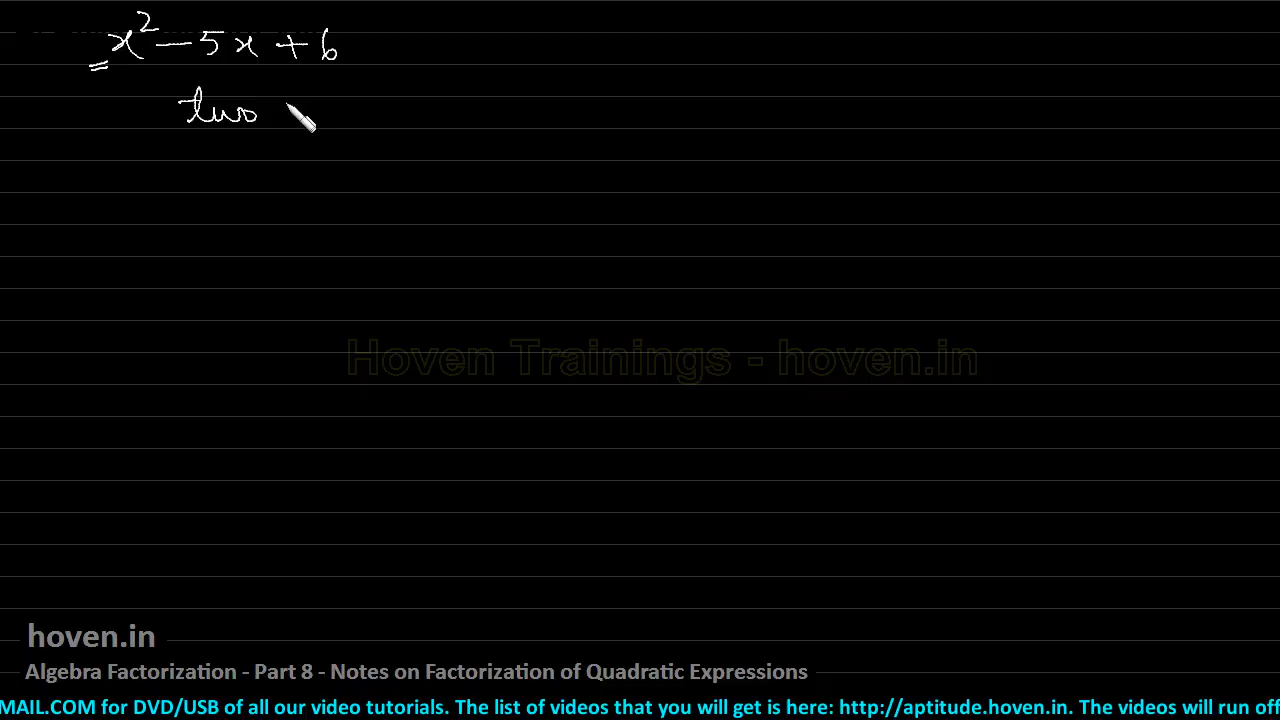 x² - 5x + 6
two
Hoven Trainings - hoven.in
hoven.in
Algebra Factorization - Part 8 - Notes on Factorization of Quadratic Expressions
MAIL.COM for DVD/USB of all our video tutorials. The list of videos that you will get is here: http://aptitude.hoven.in. The videos will run off